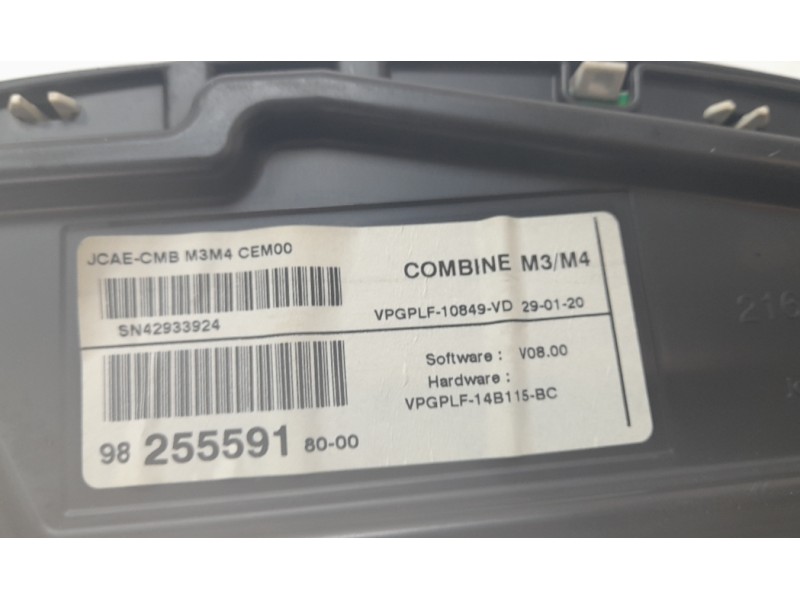 JCAE-CMB M3M4 CEM00
SN42933924
COMBINE M3/M4
VPGPLF-10849-VD 29-01-20
Software : V08.00
Hardware :
VPGPLF-14B115-BC
98 255591 80-00
216